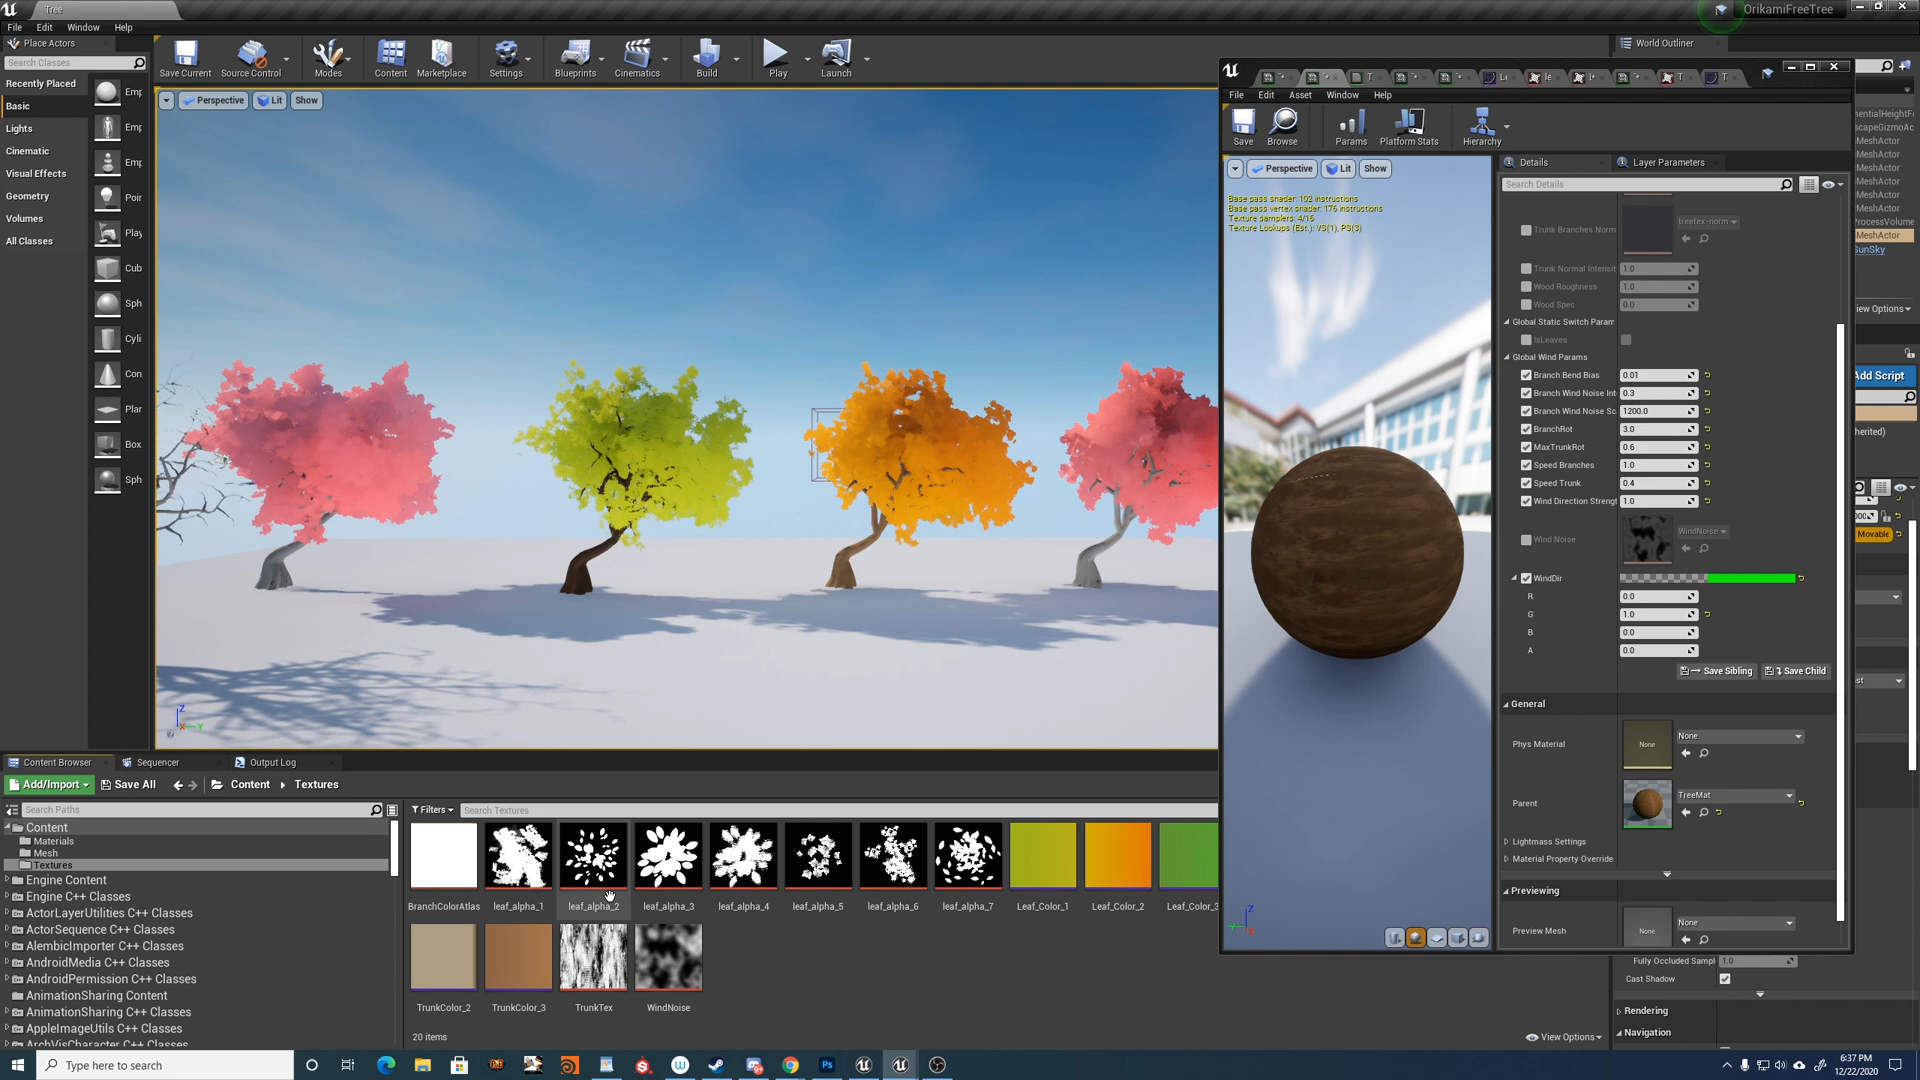 Tree
OrikamiFreeTree
File Edit Window Help
Place Actors
World Outliner
Search Classes
Save Current
Source Control
Modes
Content
Marketplace
Settings
Blueprints
Cinematics
Build
Play
Launch
Recently Placed
Basic
Lights
Cinematic
Visual Effects
Geometry
Volumes
All Classes
Emp
Emp
Emp
Poir
Play
Cub
Sph
Cyli
Con
Plar
Box
Sph
Perspective
Lit
Show
File Edit Asset Window Help
Save
Browse
Params
Platform Stats
Hierarchy
Perspective
Lit
Show
Base pass shader: 102 instructions
Base pass vertex shader: 176 instructions
Texture samplers: 4/16
Texture Lookups (Est.): VS(1), PS(3)
Details
Layer Parameters
Search Details
Trunk Branches Norm
treetex-norm
Trunk Normal Intensit 1.0
Wood Roughness 1.0
Wood Spec 0.0
Global Static Switch Param
IsLeaves
Global Wind Params
Branch Bend Bias 0.01
Branch Wind Noise Int 0.3
Branch Wind Noise Sc 1200.0
BranchRot 3.0
MaxTrunkRot 0.6
Speed Branches 1.0
Speed Trunk 0.4
Wind Direction Strengt 1.0
Wind Noise
WindNoise
WindDir
R 0.0
G 1.0
B 0.0
A 0.0
Save Sibling
Save Child
General
Phys Material
None
None
Parent
TreeMat
Lightmass Settings
Material Property Override
Previewing
Preview Mesh
None
None
nentialHeightF
scapeGizmoAc
MeshActor
MeshActor
MeshActor
MeshActor
MeshActor
MeshActor
ProcessVolume
MeshActor
SunSky
iew Options
Add Script
herited)
Movable
Fully Occluded Sampl 1.0
Cast Shadow
Rendering
Navigation
Content Browser
Sequencer
Output Log
Add/Import
Save All
Content
Textures
Search Paths
Filters
Search Textures
Content
Materials
Mesh
Textures
Engine Content
Engine C++ Classes
ActorLayerUtilities C++ Classes
ActorSequence C++ Classes
AlembicImporter C++ Classes
AndroidMedia C++ Classes
AndroidPermission C++ Classes
AnimationSharing Content
AnimationSharing C++ Classes
AppleImageUtils C++ Classes
ArchVisCharacter C++ Classes
BranchColorAtlas
leaf_alpha_1
leaf_alpha_2
leaf_alpha_3
leaf_alpha_4
leaf_alpha_5
leaf_alpha_6
leaf_alpha_7
Leaf_Color_1
Leaf_Color_2
Leaf_Color_3
TrunkColor_2
TrunkColor_3
TrunkTex
WindNoise
20 items
View Options
Type here to search
6:37 PM
12/22/2020